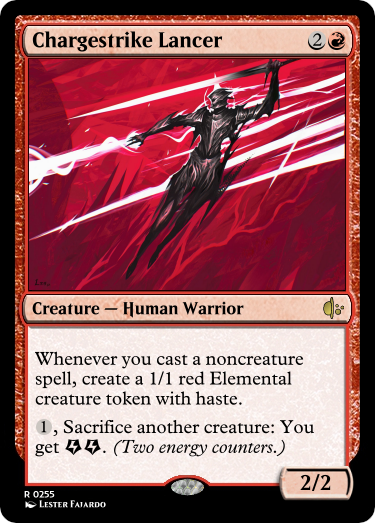 Chargestrike Lancer 2
Creature — Human Warrior
Whenever you cast a noncreature
spell, create a 1/1 red Elemental
creature token with haste.
1, Sacrifice another creature: You
get . (Two energy counters.)
2/2
R 0255
Lester Fajardo